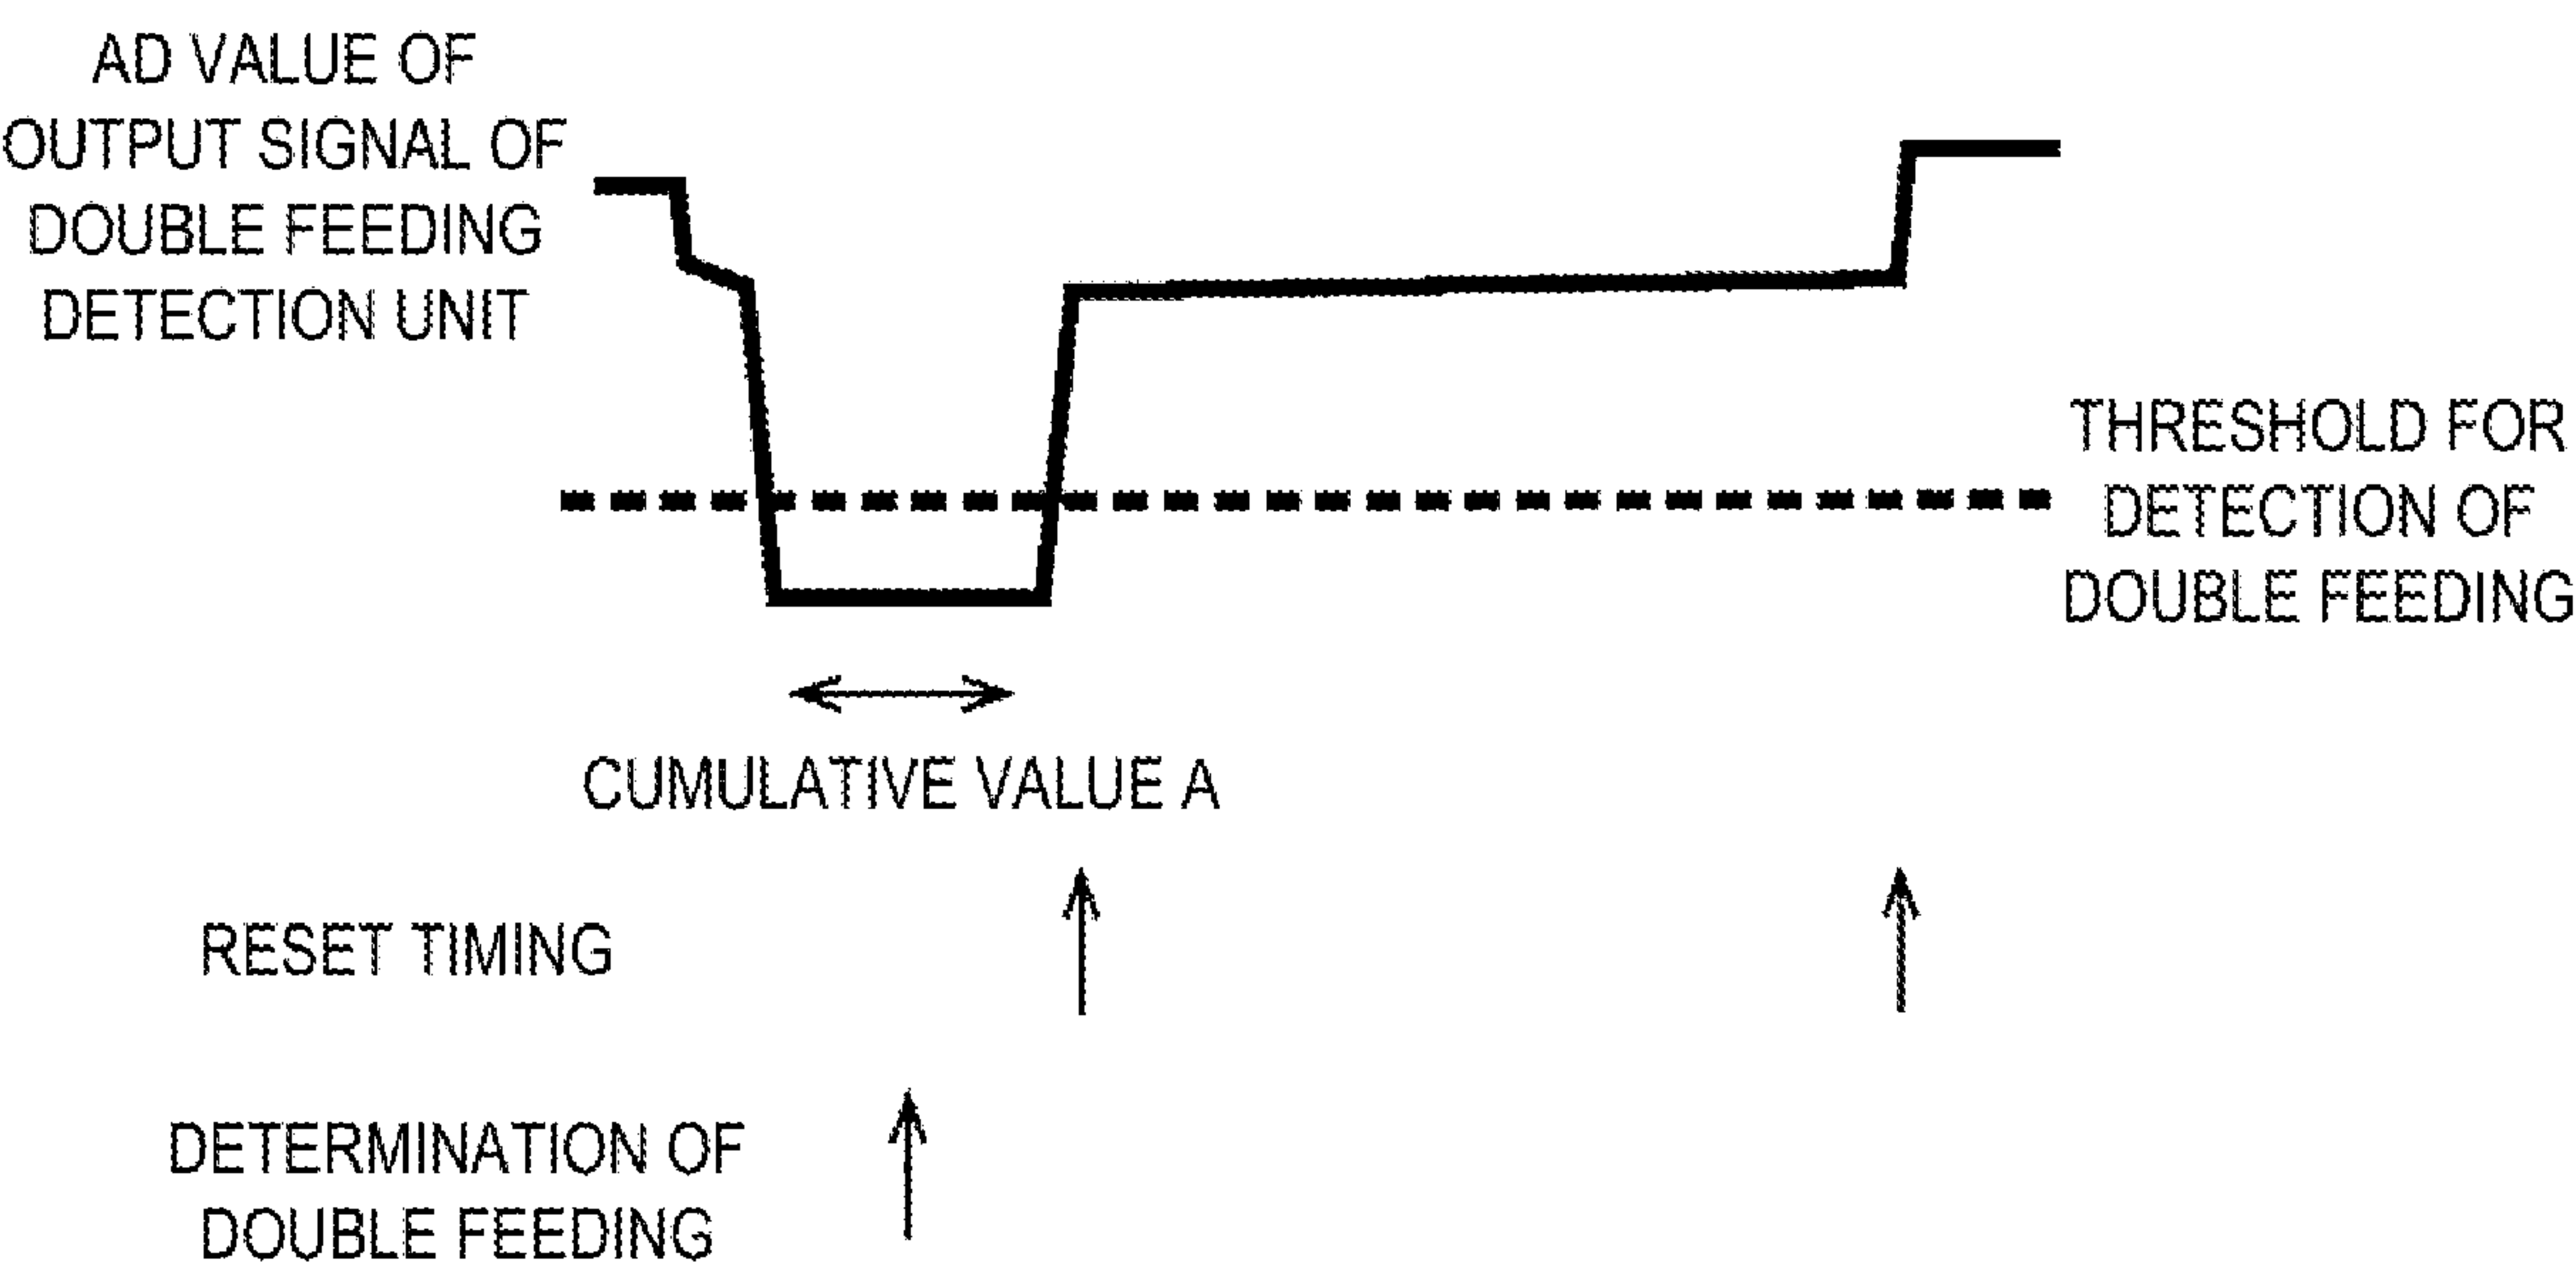 AD VALUE OF
OUTPUT SIGNAL OF
DOUBLE FEEDING
DETECTION UNIT
THRESHOLD FOR
DETECTION OF
DOUBLE FEEDING
CUMULATIVE VALUE A
RESET TIMING
DETERMINATION OF
DOUBLE FEEDING